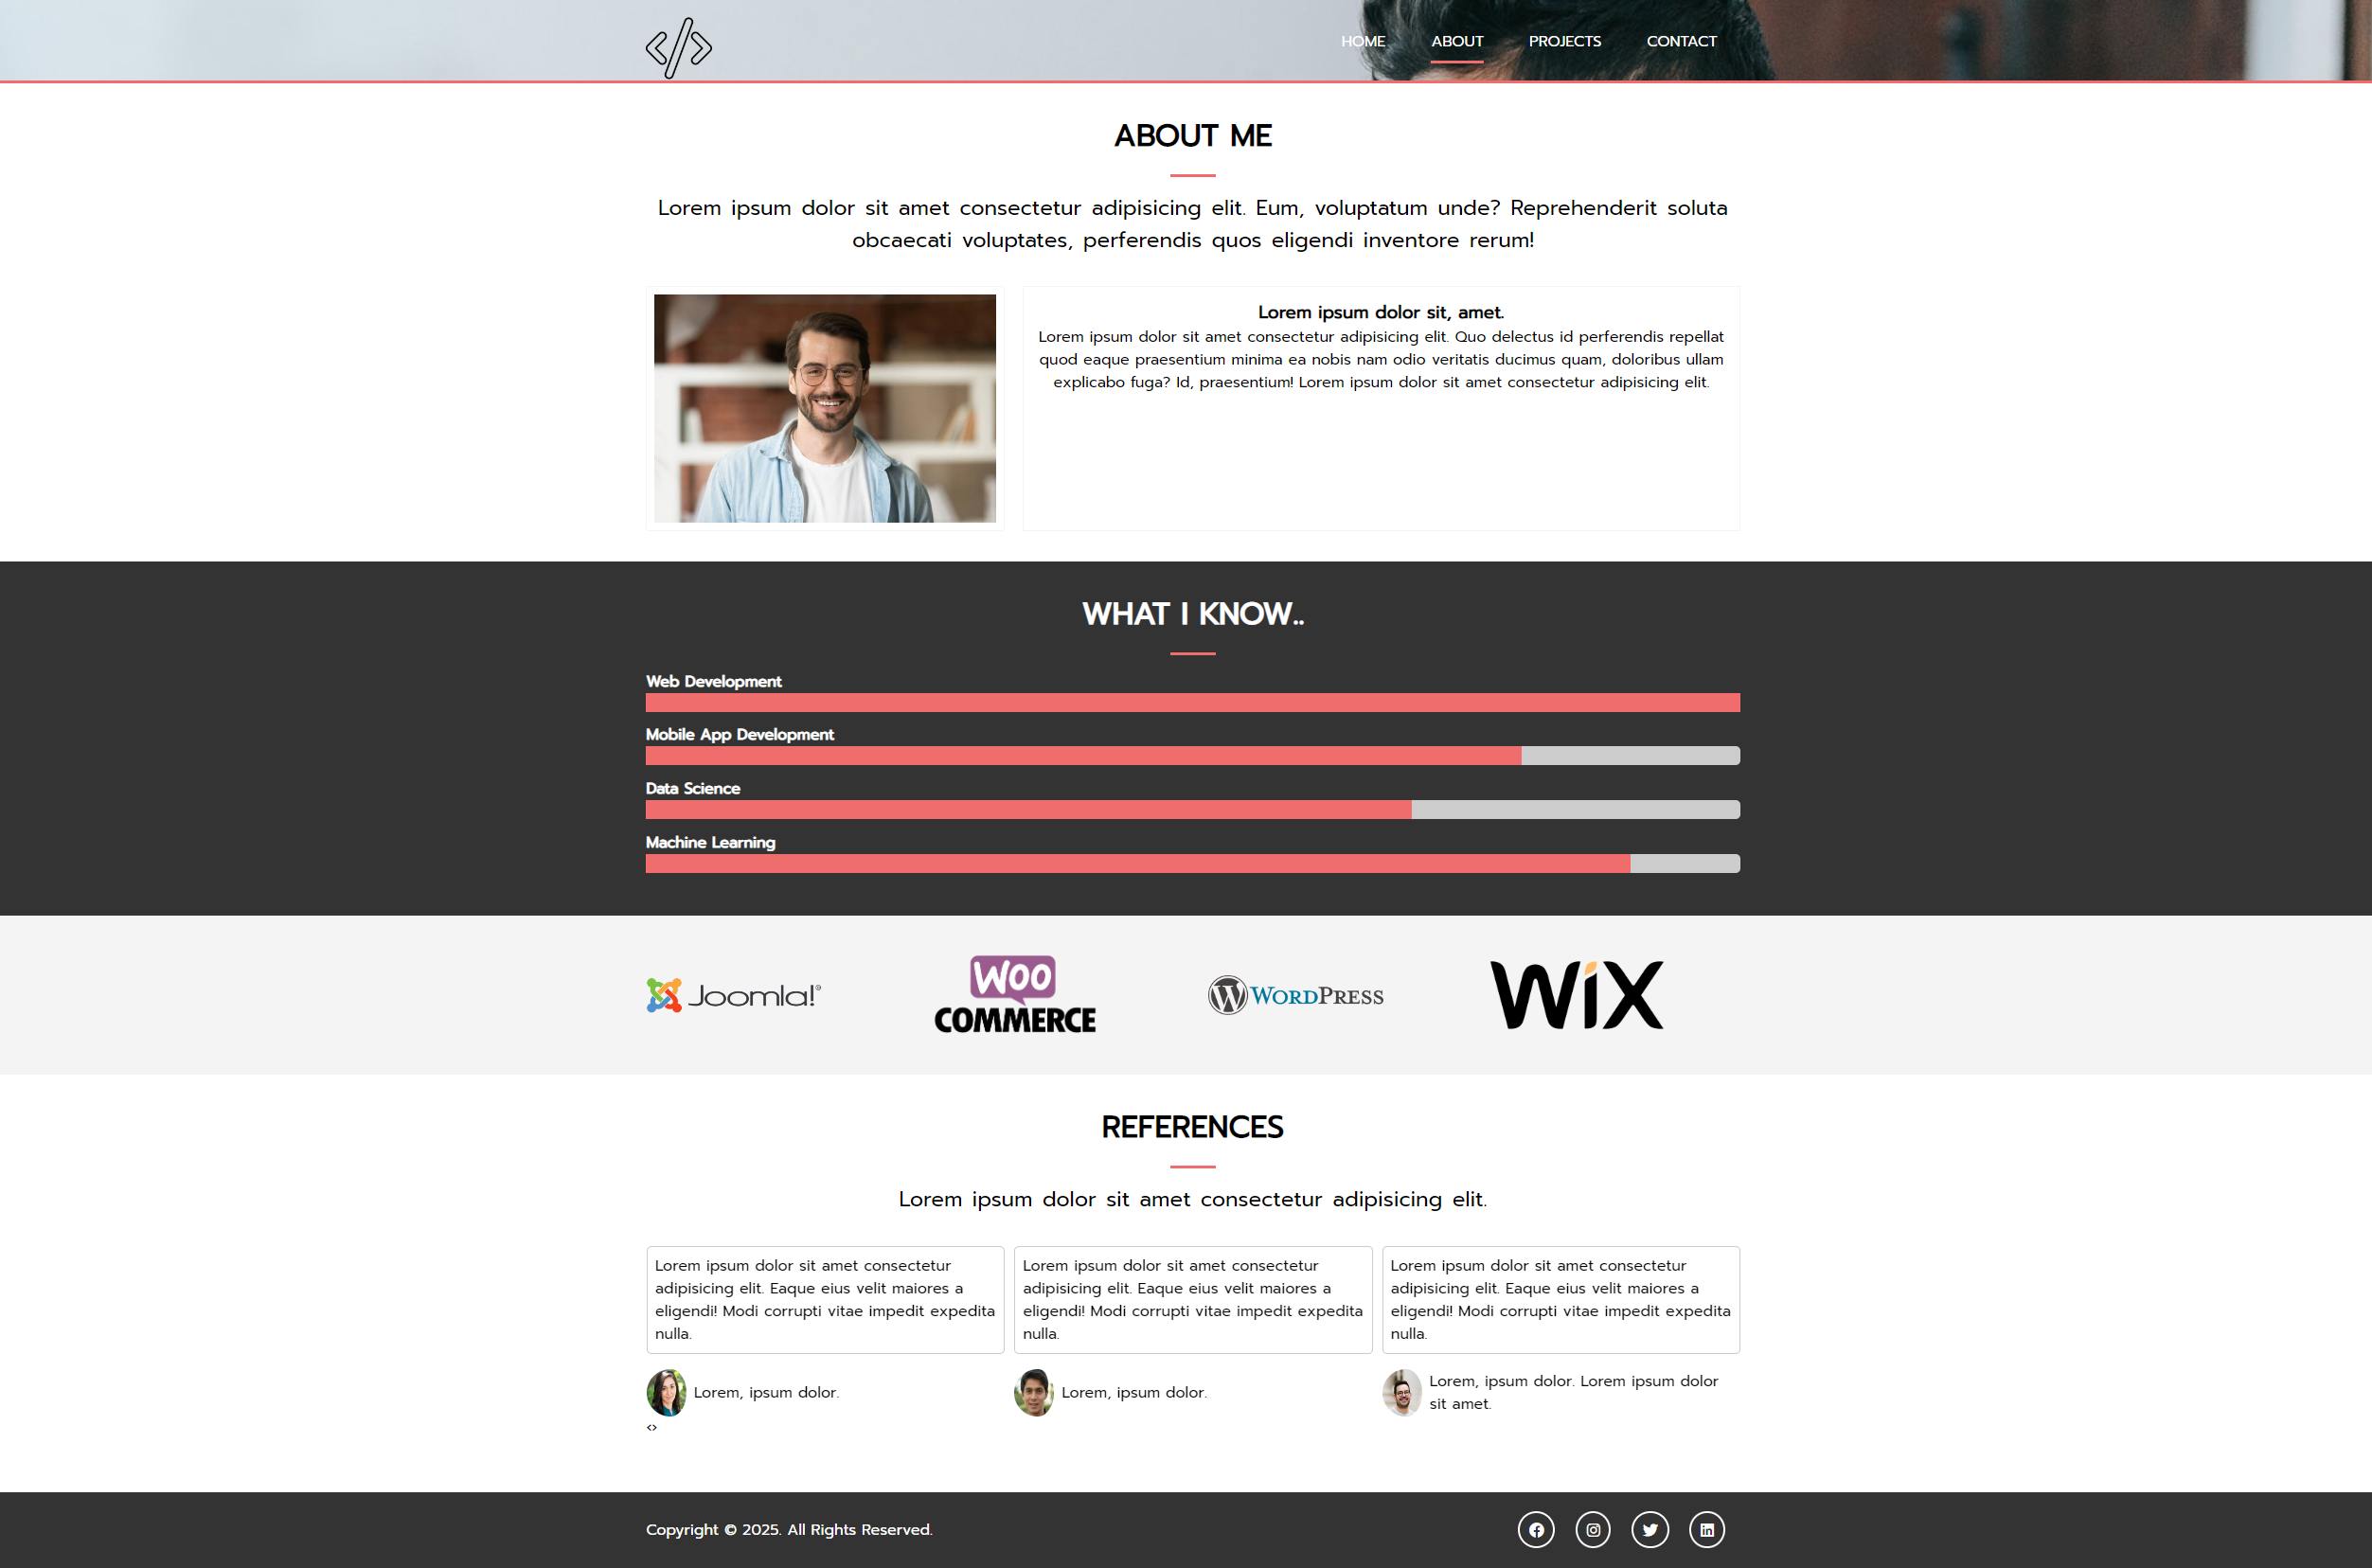 HOME ABOUT PROJECTS CONTACT
ABOUT ME
Lorem ipsum dolor sit amet consectetur adipisicing elit. Eum, voluptatum unde? Reprehenderit soluta
obcaecati voluptates, perferendis quos eligendi inventore rerum!
Lorem ipsum dolor sit, amet.
Lorem ipsum dolor sit amet consectetur adipisicing elit. Quo delectus id perferendis repellat
quod eaque praesentium minima ea nobis nam odio veritatis ducimus quam, doloribus ullam
explicabo fuga? Id, praesentium! Lorem ipsum dolor sit amet consectetur adipisicing elit.
WHAT I KNOW..
Web Development
Mobile App Development
Data Science
Machine Learning
Joomla!®
WOO
COMMERCE
WORDPRESS
WiX
REFERENCES
Lorem ipsum dolor sit amet consectetur adipisicing elit.
Lorem ipsum dolor sit amet consectetur
adipisicing elit. Eaque eius velit maiores a
eligendi! Modi corrupti vitae impedit expedita
nulla.
Lorem, ipsum dolor.
Lorem ipsum dolor sit amet consectetur
adipisicing elit. Eaque eius velit maiores a
eligendi! Modi corrupti vitae impedit expedita
nulla.
Lorem, ipsum dolor.
Lorem ipsum dolor sit amet consectetur
adipisicing elit. Eaque eius velit maiores a
eligendi! Modi corrupti vitae impedit expedita
nulla.
Lorem, ipsum dolor. Lorem ipsum dolor
sit amet.
Copyright © 2025. All Rights Reserved.